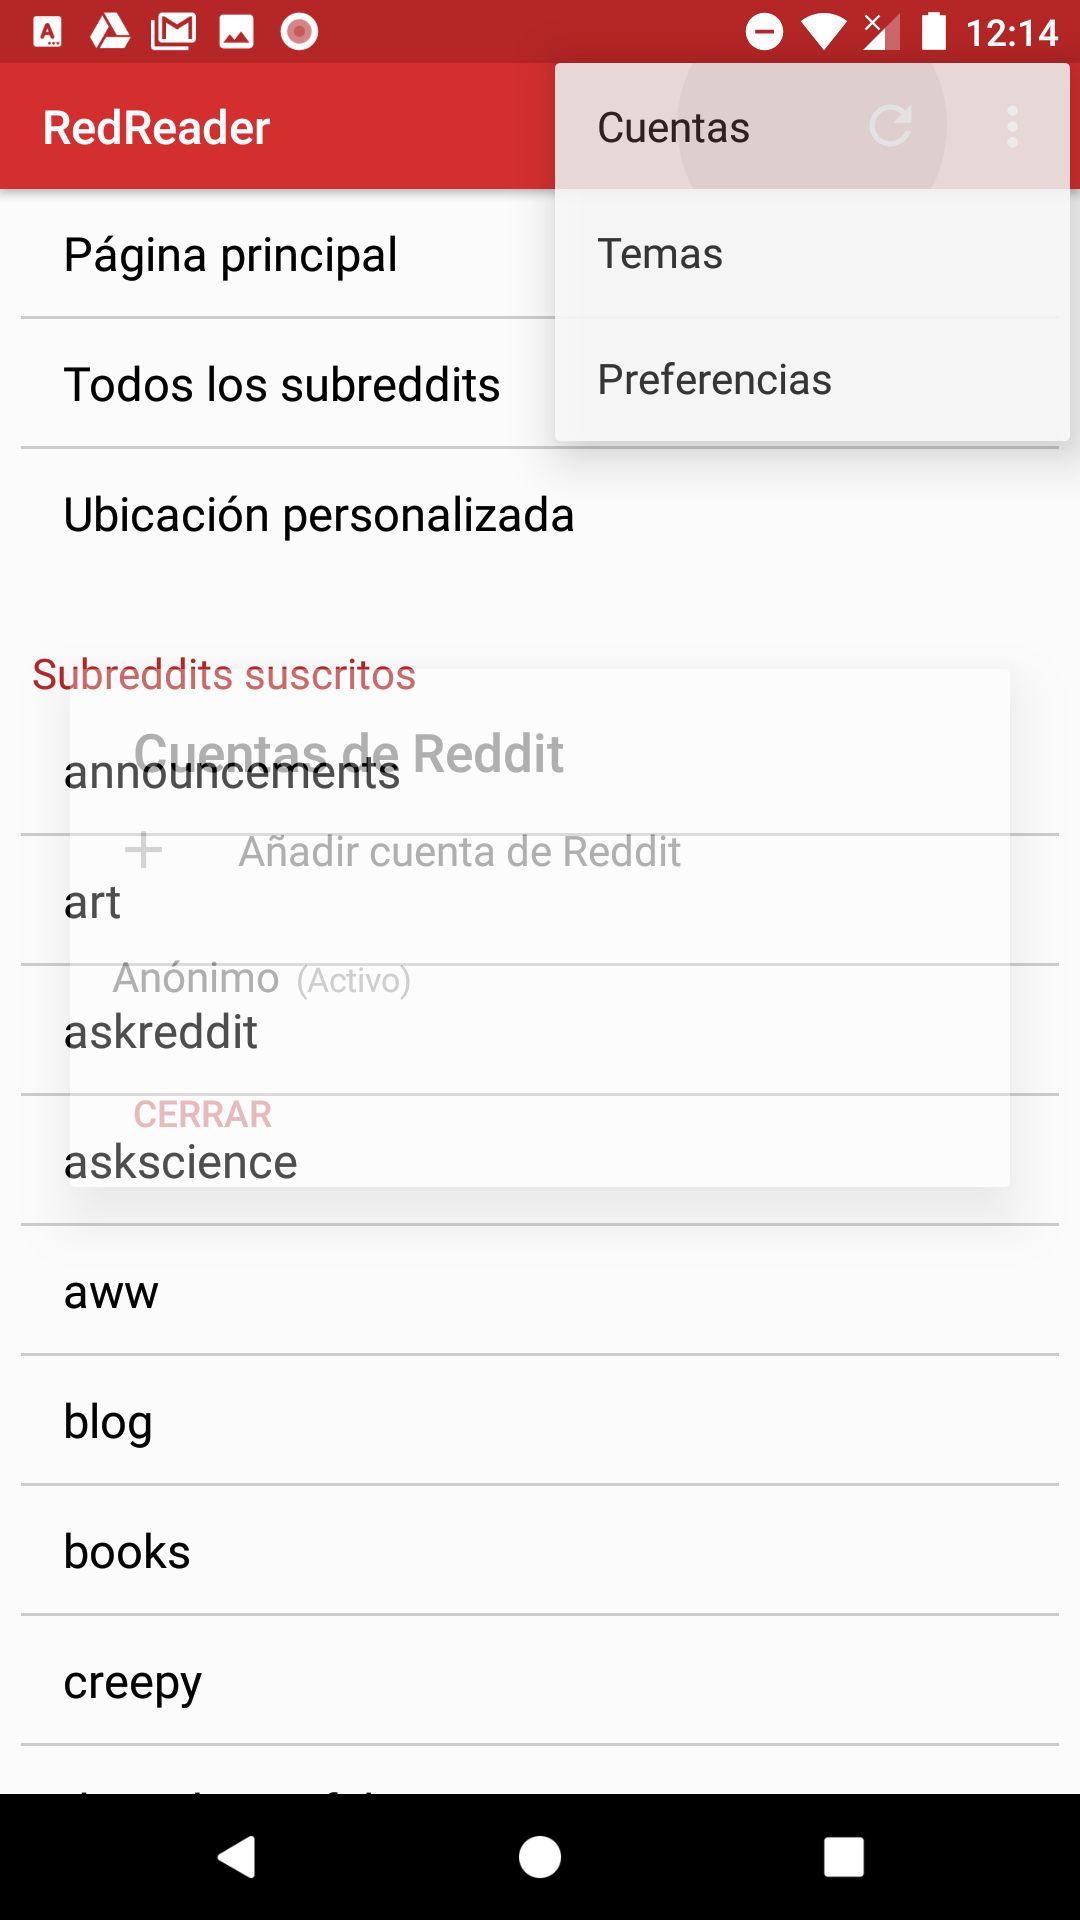 12:14
RedReader
Cuentas
Temas
Preferencias
Página principal
Todos los subreddits
Ubicación personalizada
Subreddits suscritos
Cuentas de Reddit
announcements
Añadir cuenta de Reddit
art
Anónimo (Activo)
askreddit
CERRAR
askscience
aww
blog
books
creepy